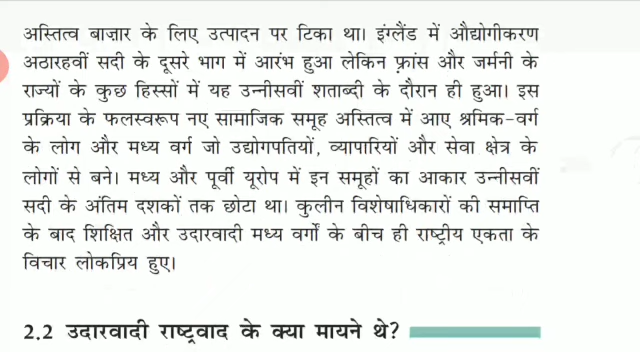 अस्तित्व बाज़ार के लिए उत्पादन पर टिका था। इंग्लैंड में औद्योगीकरण
अठारहवीं सदी के दूसरे भाग में आरंभ हुआ लेकिन फ़्रांस और जर्मनी के
राज्यों के कुछ हिस्सों में यह उन्नीसवीं शताब्दी के दौरान ही हुआ। इस
प्रक्रिया के फलस्वरूप नए सामाजिक समूह अस्तित्व में आए श्रमिक-वर्ग
के लोग और मध्य वर्ग जो उद्योगपतियों, व्यापारियों और सेवा क्षेत्र के
लोगों से बने। मध्य और पूर्वी यूरोप में इन समूहों का आकार उन्नीसवीं
सदी के अंतिम दशकों तक छोटा था। कुलीन विशेषाधिकारों की समाप्ति
के बाद शिक्षित और उदारवादी मध्य वर्गों के बीच ही राष्ट्रीय एकता के
विचार लोकप्रिय हुए।
2.2 उदारवादी राष्ट्रवाद के क्या मायने थे?